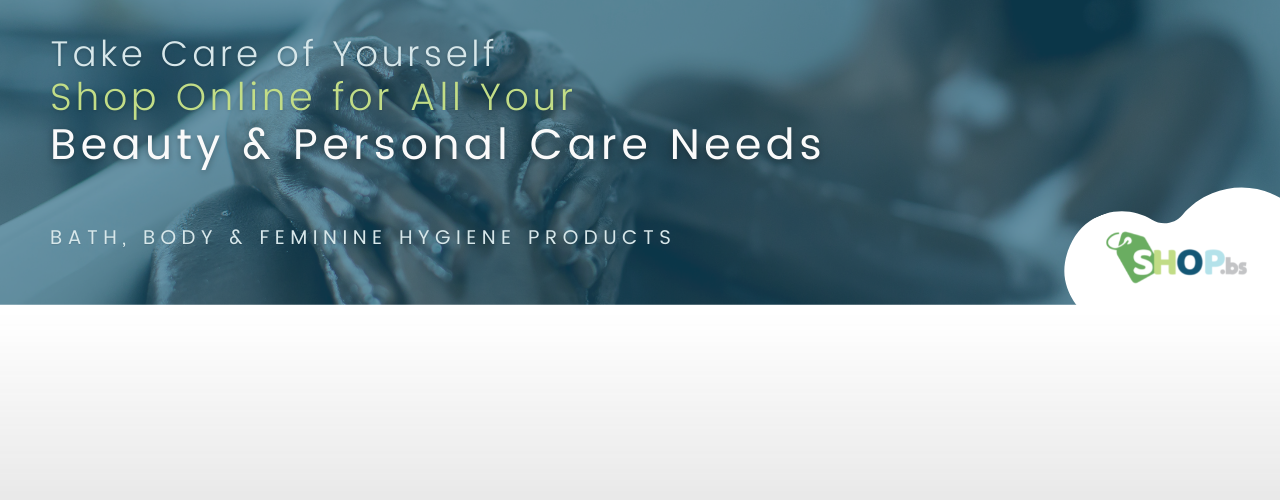 Take Care of Yourself
Shop Online for All Your
Beauty & Personal Care Needs
BATH, BODY & FEMININE HYGIENE PRODUCTS
SHOP.bs